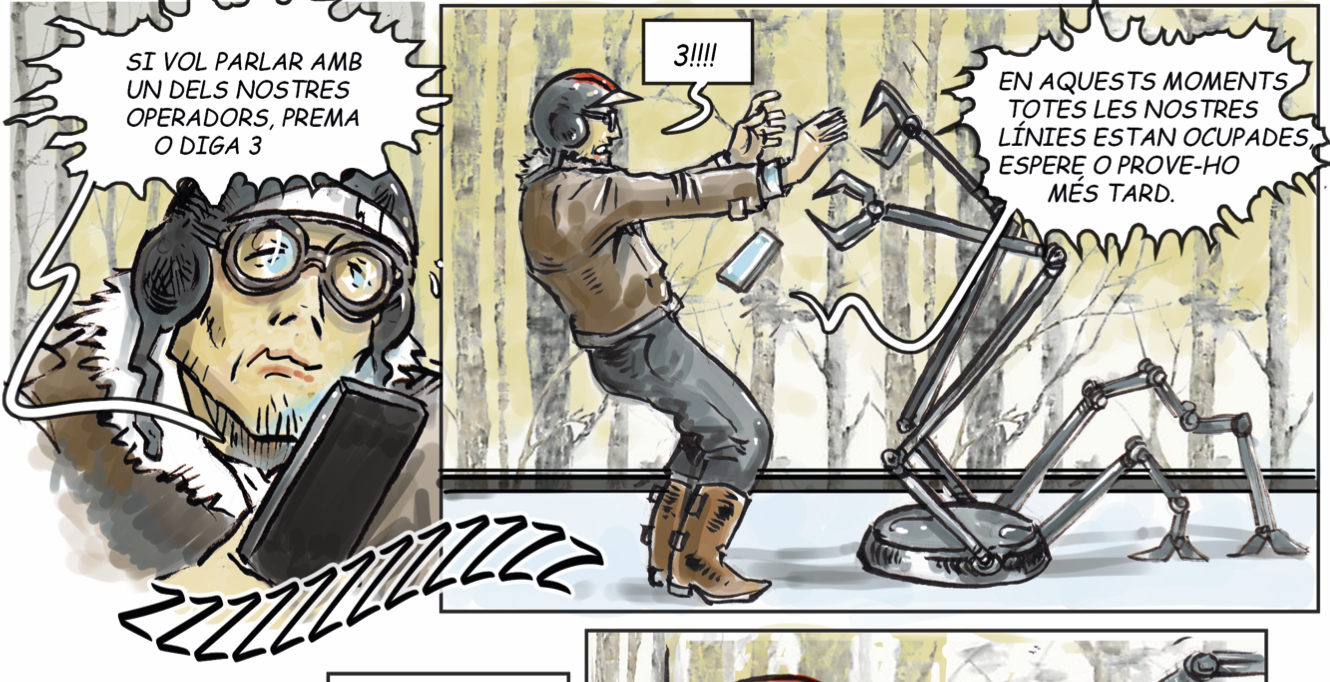 SI VOL PARLAR AMB
UN DELS NOSTRES
OPERADORS, PREMA
O DIGA 3
ZZZZZZZZZZZZ
3!!!!
EN AQUESTS MOMENTS
TOTES LES NOSTRES
LÍNIES ESTAN OCUPADES,
ESPERE O PROVE-HO
MÉS TARD.